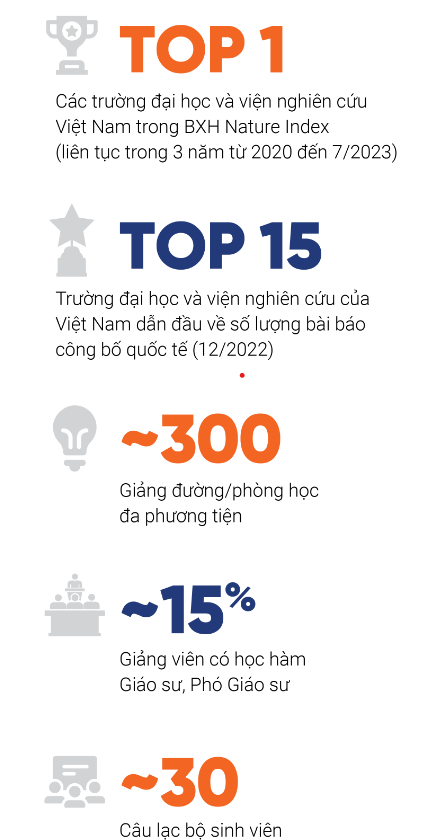 TOP 1
Các trường đại học và viện nghiên cứu
Việt Nam trong BXH Nature Index
(liên tục trong 3 năm từ 2020 đến 7/2023)
TOP 15
Trường đại học và viện nghiên cứu của
Việt Nam dẫn đầu về số lượng bài báo
công bố quốc tế (12/2022)
~300
Giảng đường/phòng học
đa phương tiện
~15%
Giảng viên có học hàm
Giáo sư, Phó Giáo sư
~30
Câu lạc bộ sinh viên